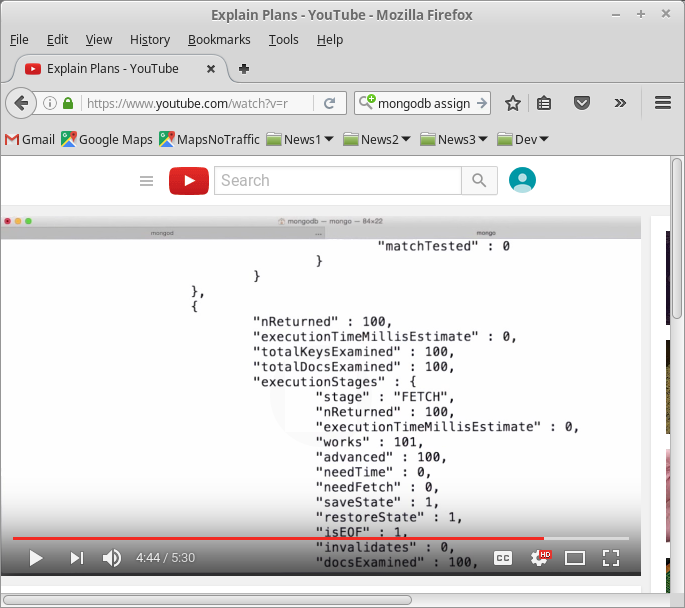 Explain Plans - YouTube - Mozilla Firefox
File Edit View History Bookmarks Tools Help
Explain Plans - YouTube
https://www.youtube.com/watch?v=r
mongodb assign
Gmail Google Maps MapsNoTraffic News1 News2 News3 Dev
Search
mongodb — mongo — 84×22
mongod
mongo
"matchTested" : 0
}
}
},
{
"nReturned" : 100,
"executionTimeMillisEstimate" : 0,
"totalKeysExamined" : 100,
"totalDocsExamined" : 100,
"executionStages" : {
"stage" : "FETCH",
"nReturned" : 100,
"executionTimeMillisEstimate" : 0,
"works" : 101,
"advanced" : 100,
"needTime" : 0,
"needFetch" : 0,
"saveState" : 1,
"restoreState" : 1,
"isEOF" : 1,
"invalidates" : 0,
"docsExamined" : 100,
4:44 / 5:30
CC
HD